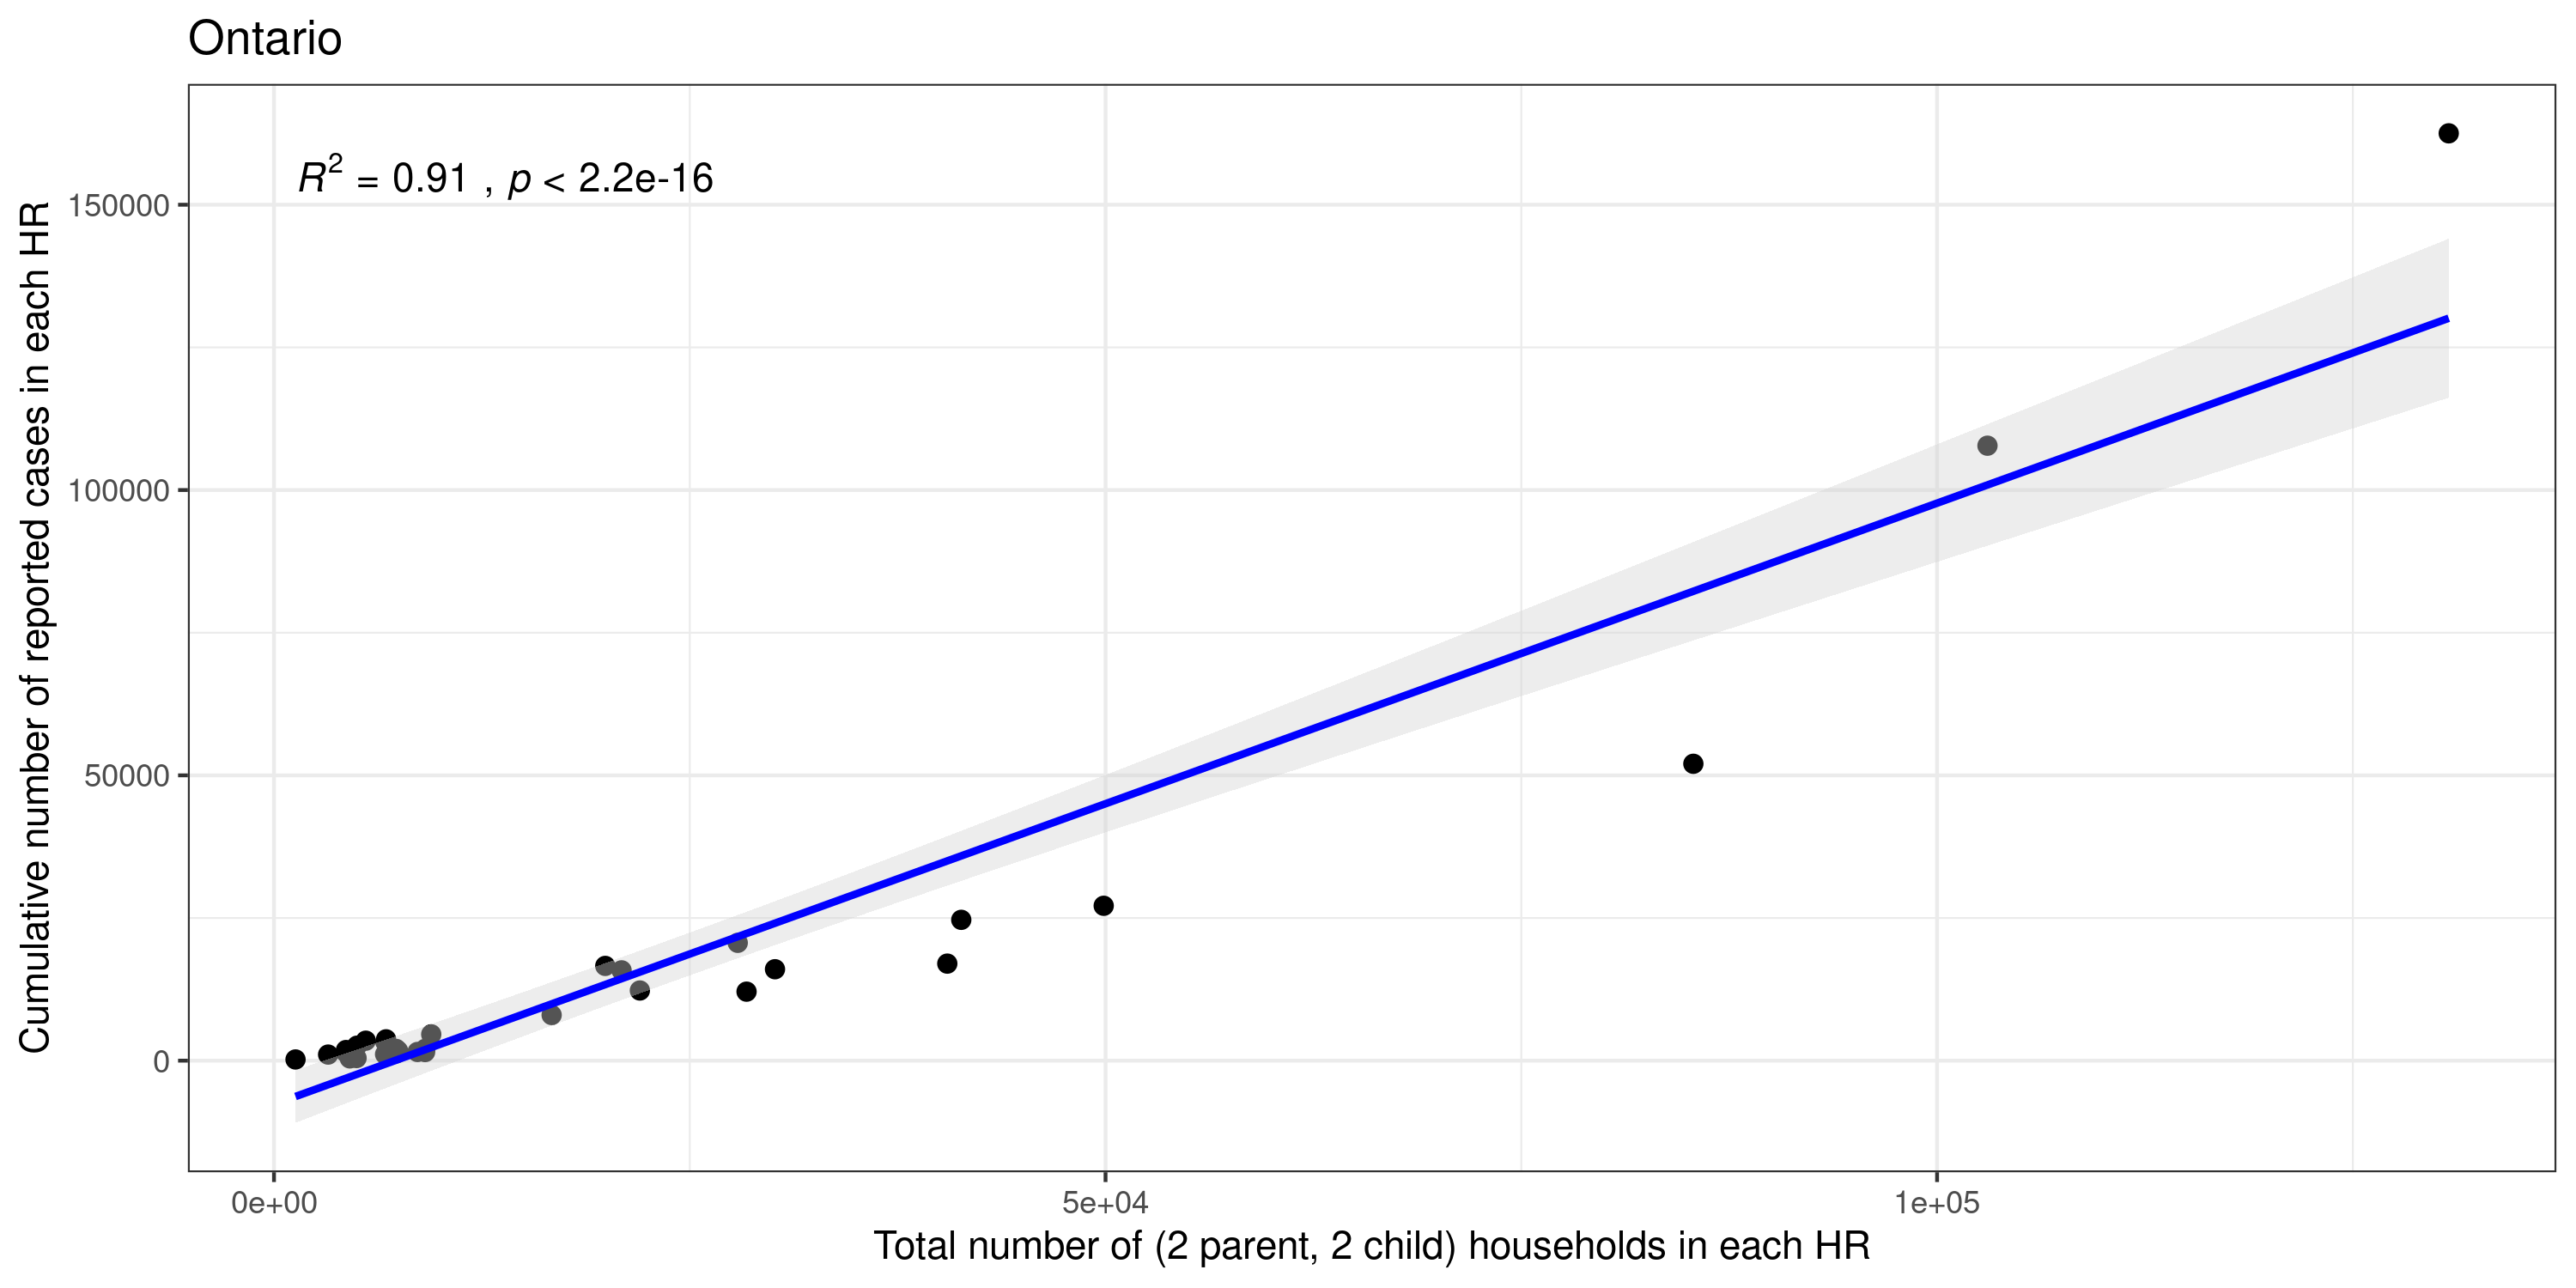 Ontario
R² = 0.91 , p < 2.2e-16
Cumulative number of reported cases in each HR
150000
100000
50000
0
0e+00 5e+04 1e+05
Total number of (2 parent, 2 child) households in each HR